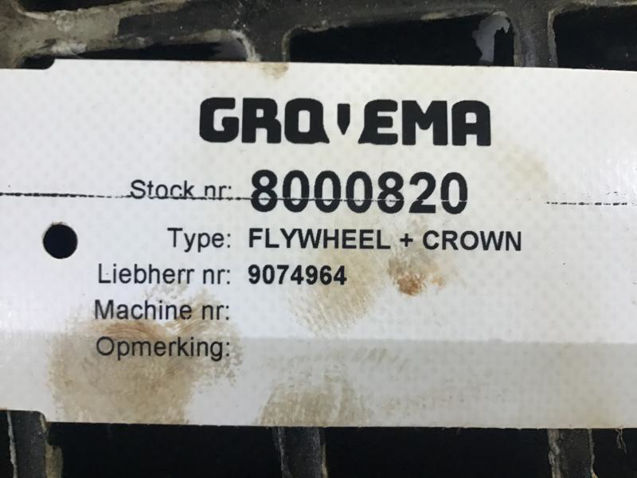 GROVEMA
Stock nr: 8000820
Type: FLYWHEEL + CROWN
Liebherr nr: 9074964
Machine nr:
Opmerking: